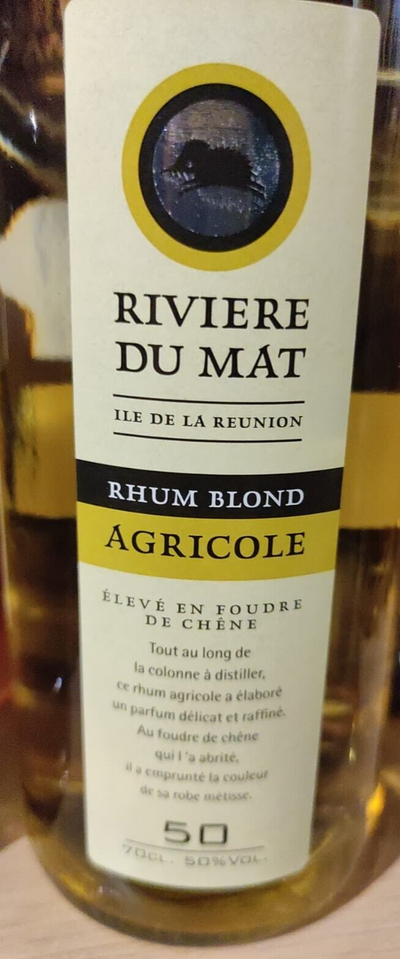 RIVIERE
DU MAT
ILE DE LA REUNION
RHUM BLOND
AGRICOLE
ÉLEVÉ EN FOUDRE
DE CHÊNE
Tout au long de
la colonne à distiller,
ce rhum agricole a élaboré
un parfum délicat et raffiné.
Au foudre de chêne
qui l'a abrité,
il a emprunté la couleur
de sa robe métisse.
50
70CL. 50%VOL.